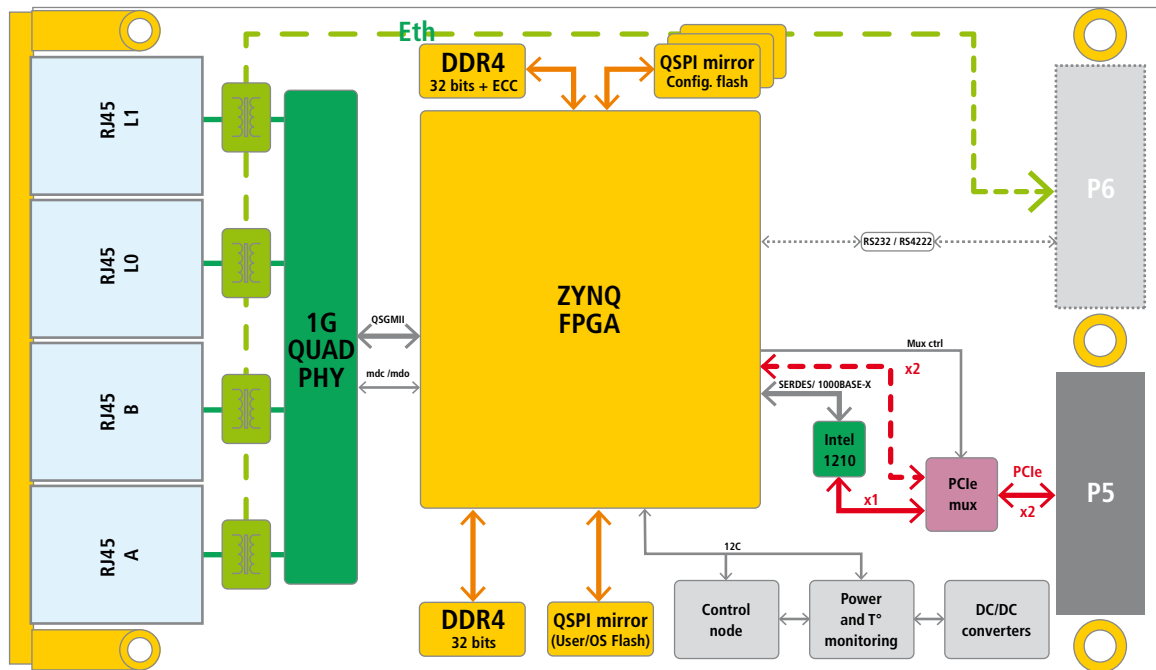 Eth
DDR4
32 bits + ECC
QSPI mirror
Config. flash
RJ45
L1
P6
RS232 / RS4222
RJ45
L0
ZYNQ
FPGA
1G
QUAD
PHY
QSGMII
mdc /mdo
Mux ctrl
x2
SERDES/ 1000BASE-X
RJ45
B
Intel
1210
PCIe
mux
PCIe
x2
P5
x1
RJ45
A
12C
DDR4
32 bits
QSPI mirror
(User/OS Flash)
Control
node
Power
and T°
monitoring
DC/DC
converters